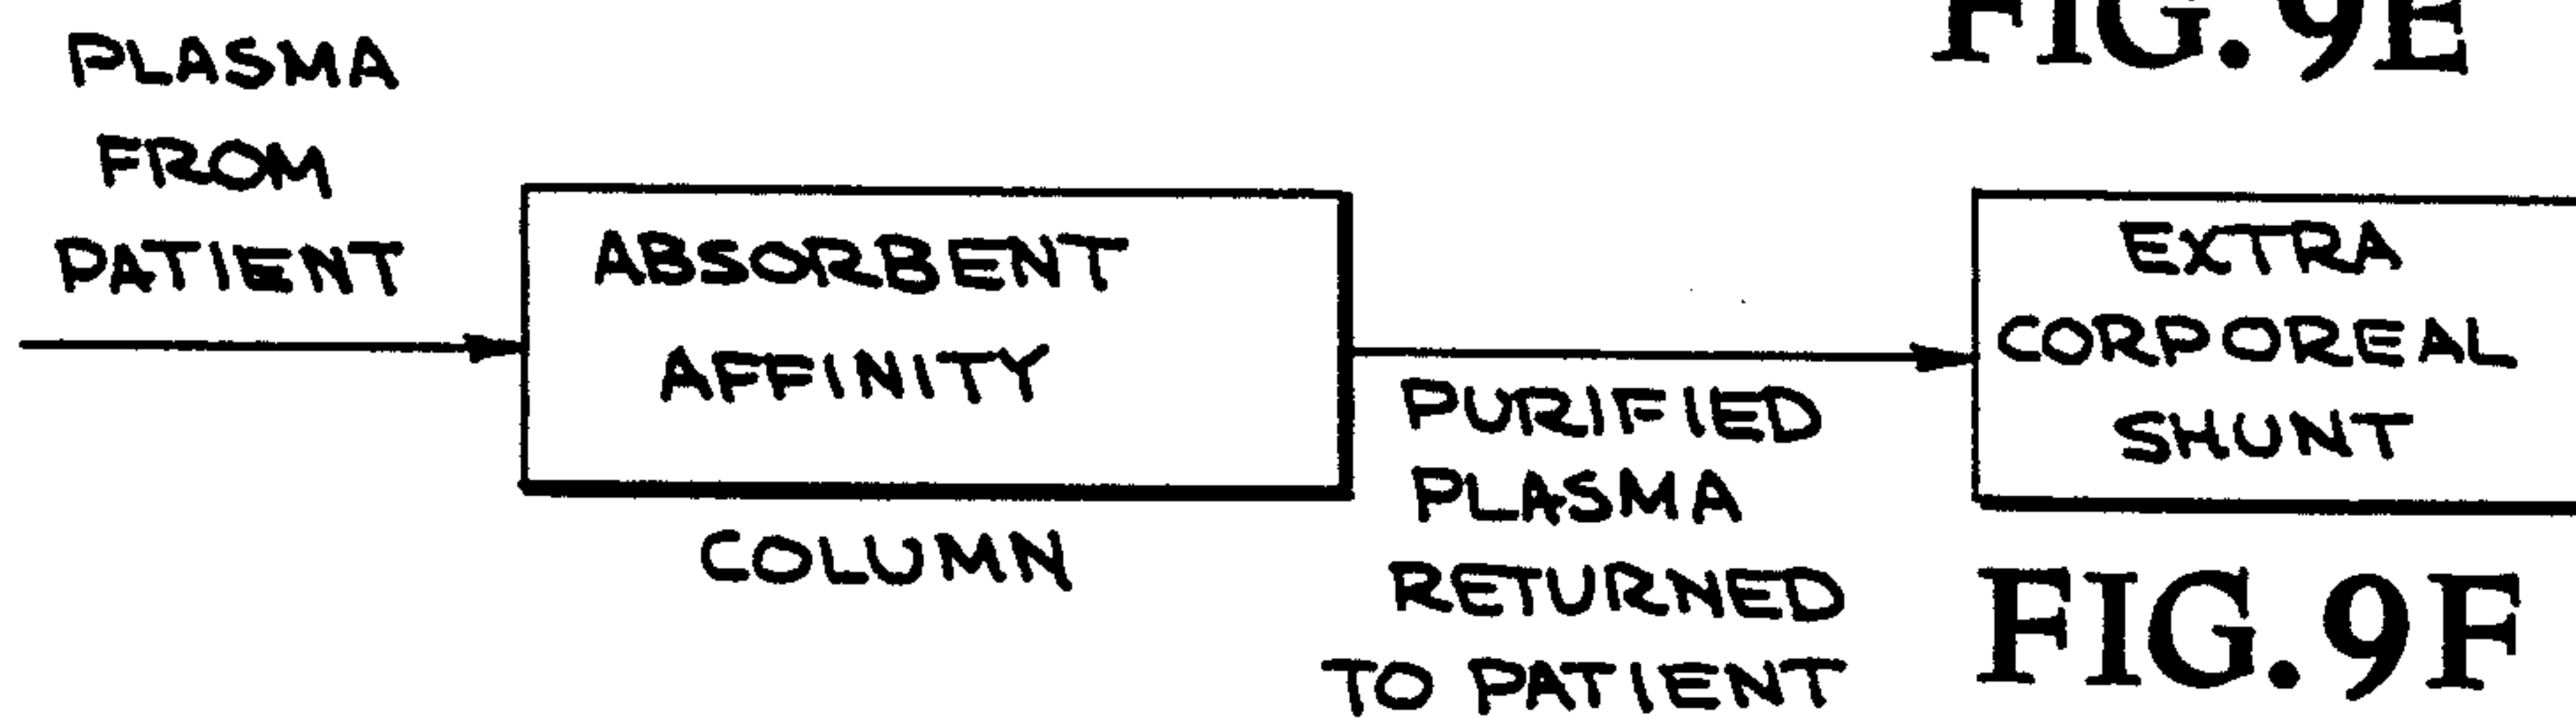 FIG. 9E
PLASMA
FROM
PATIENT
ABSORBENT
AFFINITY
COLUMN
PURIFIED
PLASMA
RETURNED
TO PATIENT
EXTRA
CORPOREAL
SHUNT
FIG. 9F